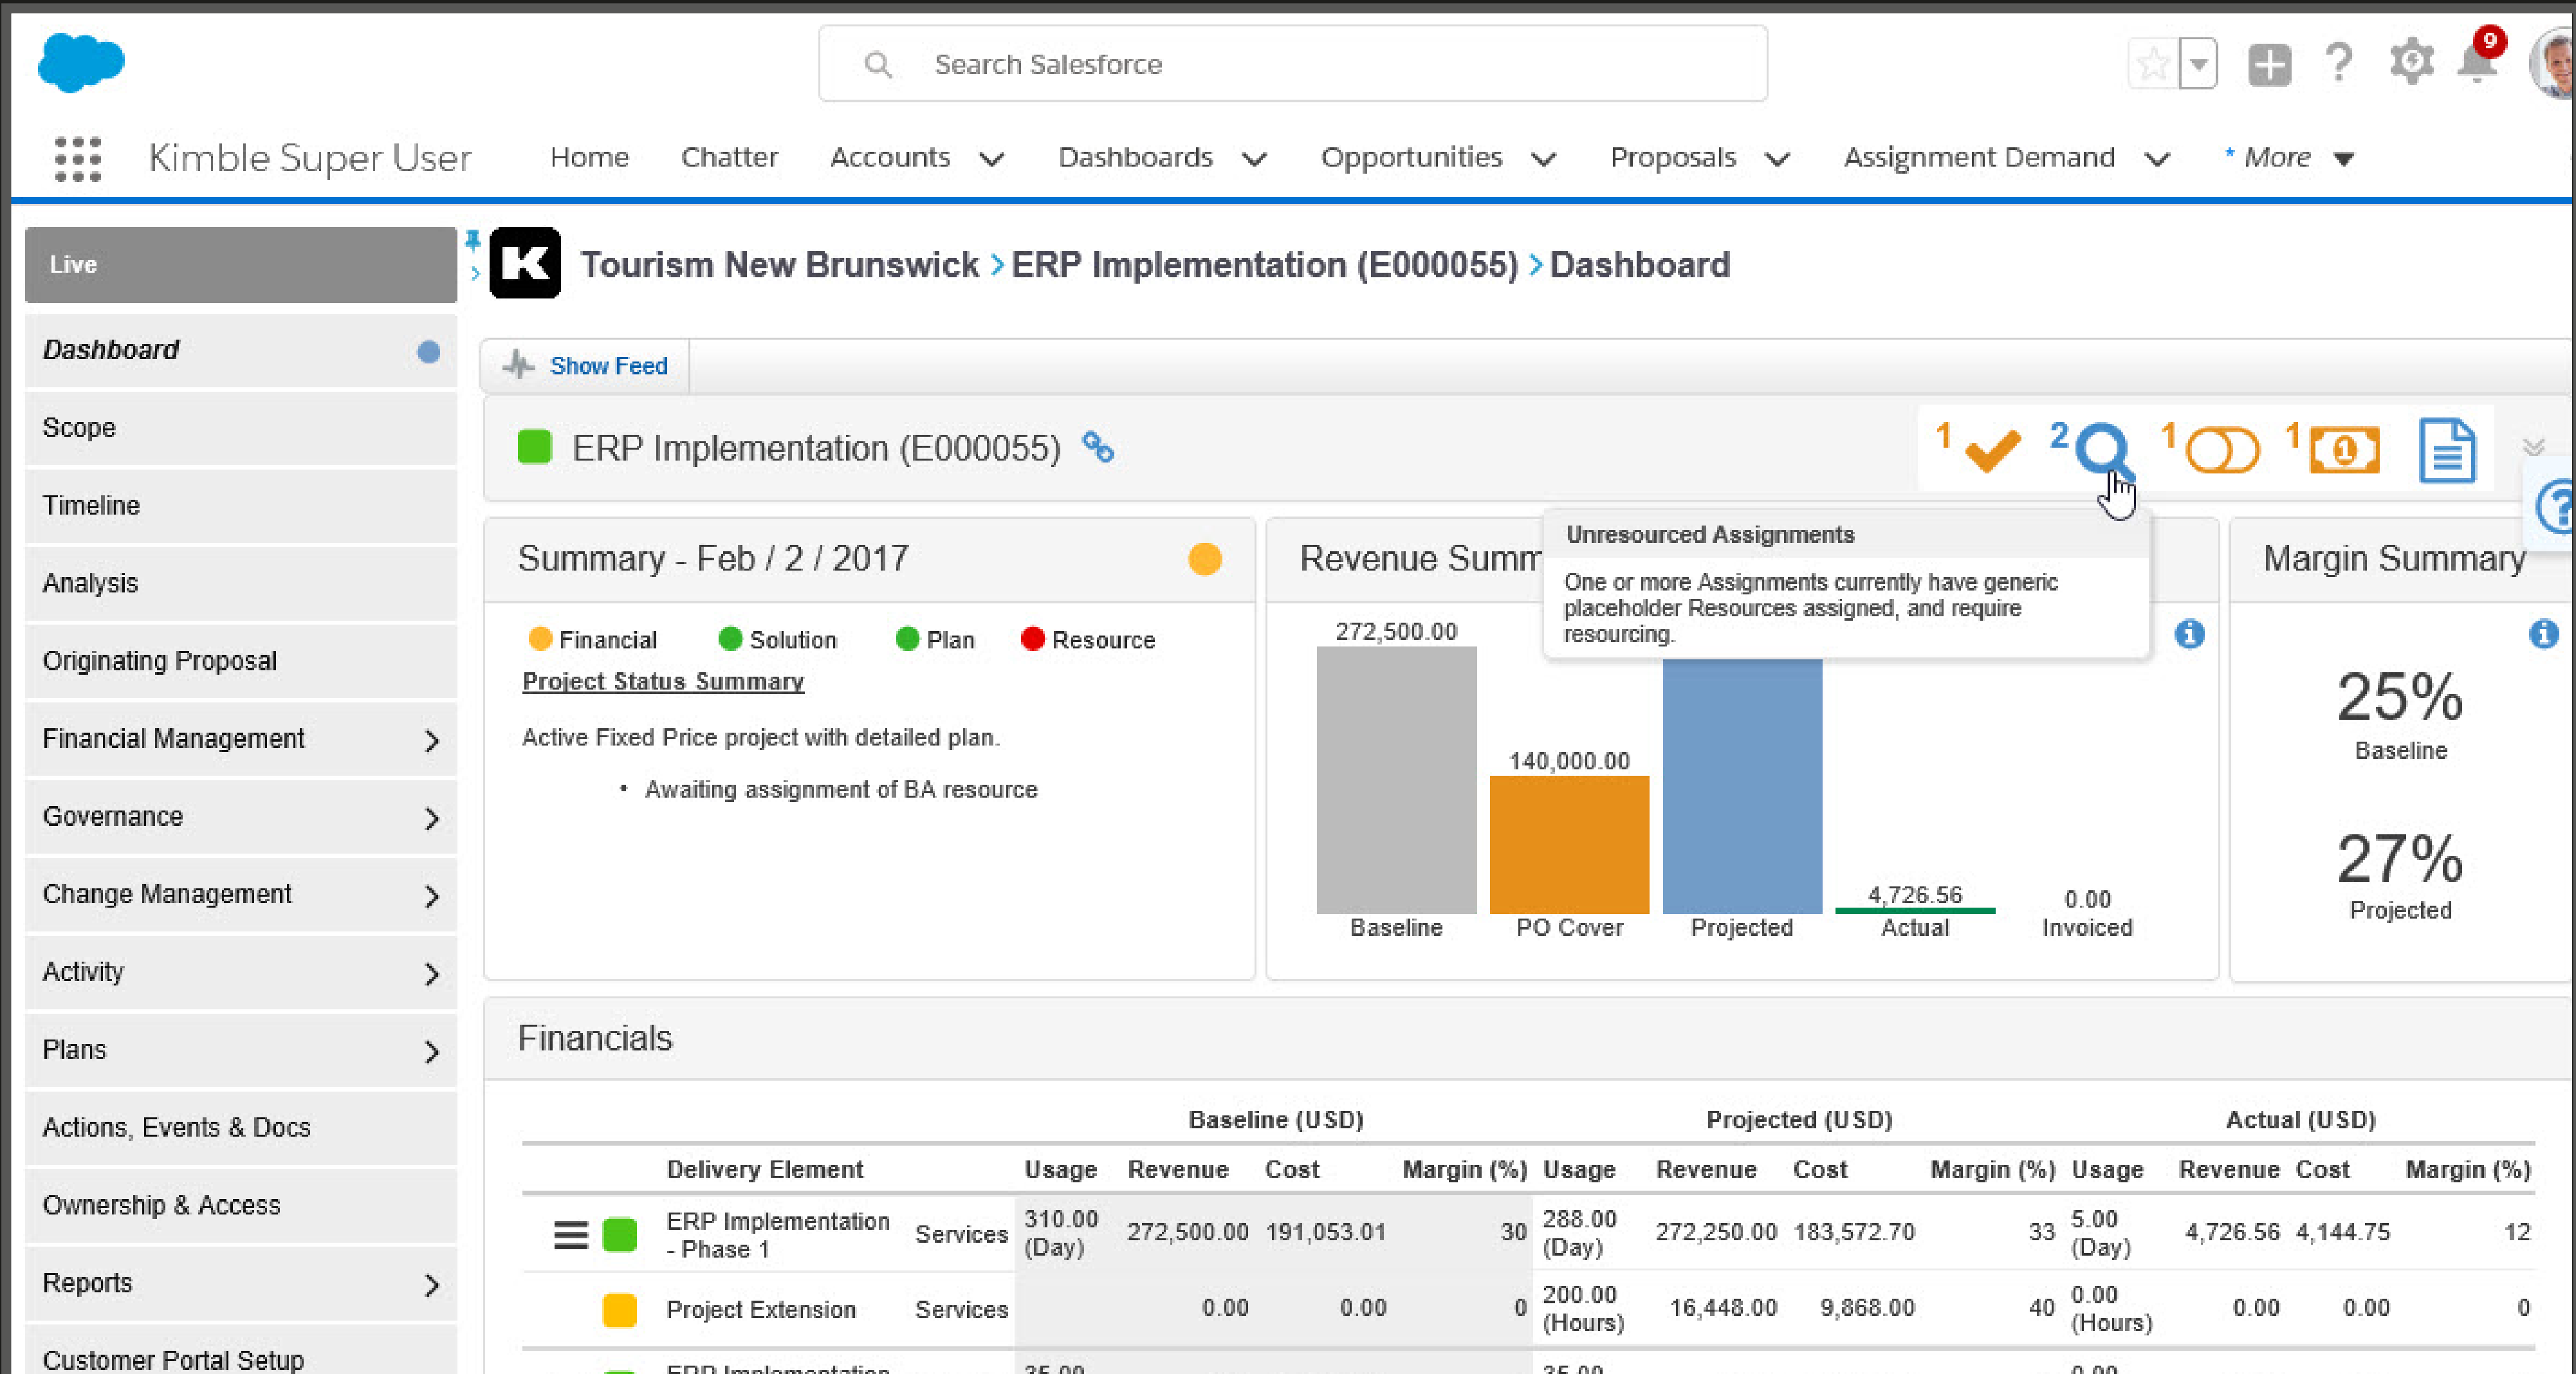 Search Salesforce
9
Kimble Super User Home Chatter Accounts Dashboards Opportunities Proposals Assignment Demand * More
Live
K Tourism New Brunswick > ERP Implementation (E000055) > Dashboard
Dashboard
Show Feed
Scope
ERP Implementation (E000055) 1 2 1 1
Timeline
Unresourced Assignments
One or more Assignments currently have generic
placeholder Resources assigned, and require
resourcing.
Summary - Feb / 2 / 2017
Revenue Summ
Margin Summary
Analysis
Originating Proposal
Financial Management
Governance
Change Management
Activity
Plans
Actions, Events & Docs
Ownership & Access
Reports
Customer Portal Setup
Financial Solution Plan Resource
Project Status Summary
Active Fixed Price project with detailed plan.
• Awaiting assignment of BA resource
272,500.00
140,000.00
4,726.56
0.00
Baseline PO Cover Projected Actual Invoiced
25%
Baseline
27%
Projected
Financials
Baseline (USD) Projected (USD) Actual (USD)
Delivery Element Usage Revenue Cost Margin (%) Usage Revenue Cost Margin (%) Usage Revenue Cost Margin (%)
ERP Implementation - Phase 1 Services 310.00 (Day) 272,500.00 191,053.01 30 288.00 (Day) 272,250.00 183,572.70 33 5.00 (Day) 4,726.56 4,144.75 12
Project Extension Services 0.00 0.00 0 200.00 (Hours) 16,448.00 9,868.00 40 0.00 (Hours) 0.00 0.00 0
ERP Implementation 35.00 35.00 0.00